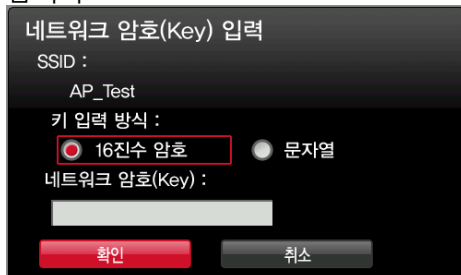 네트워크 암호(Key) 입력
SSID :
AP_Test
키 입력 방식 :
16진수 암호 문자열
네트워크 암호(Key) :
확인 취소